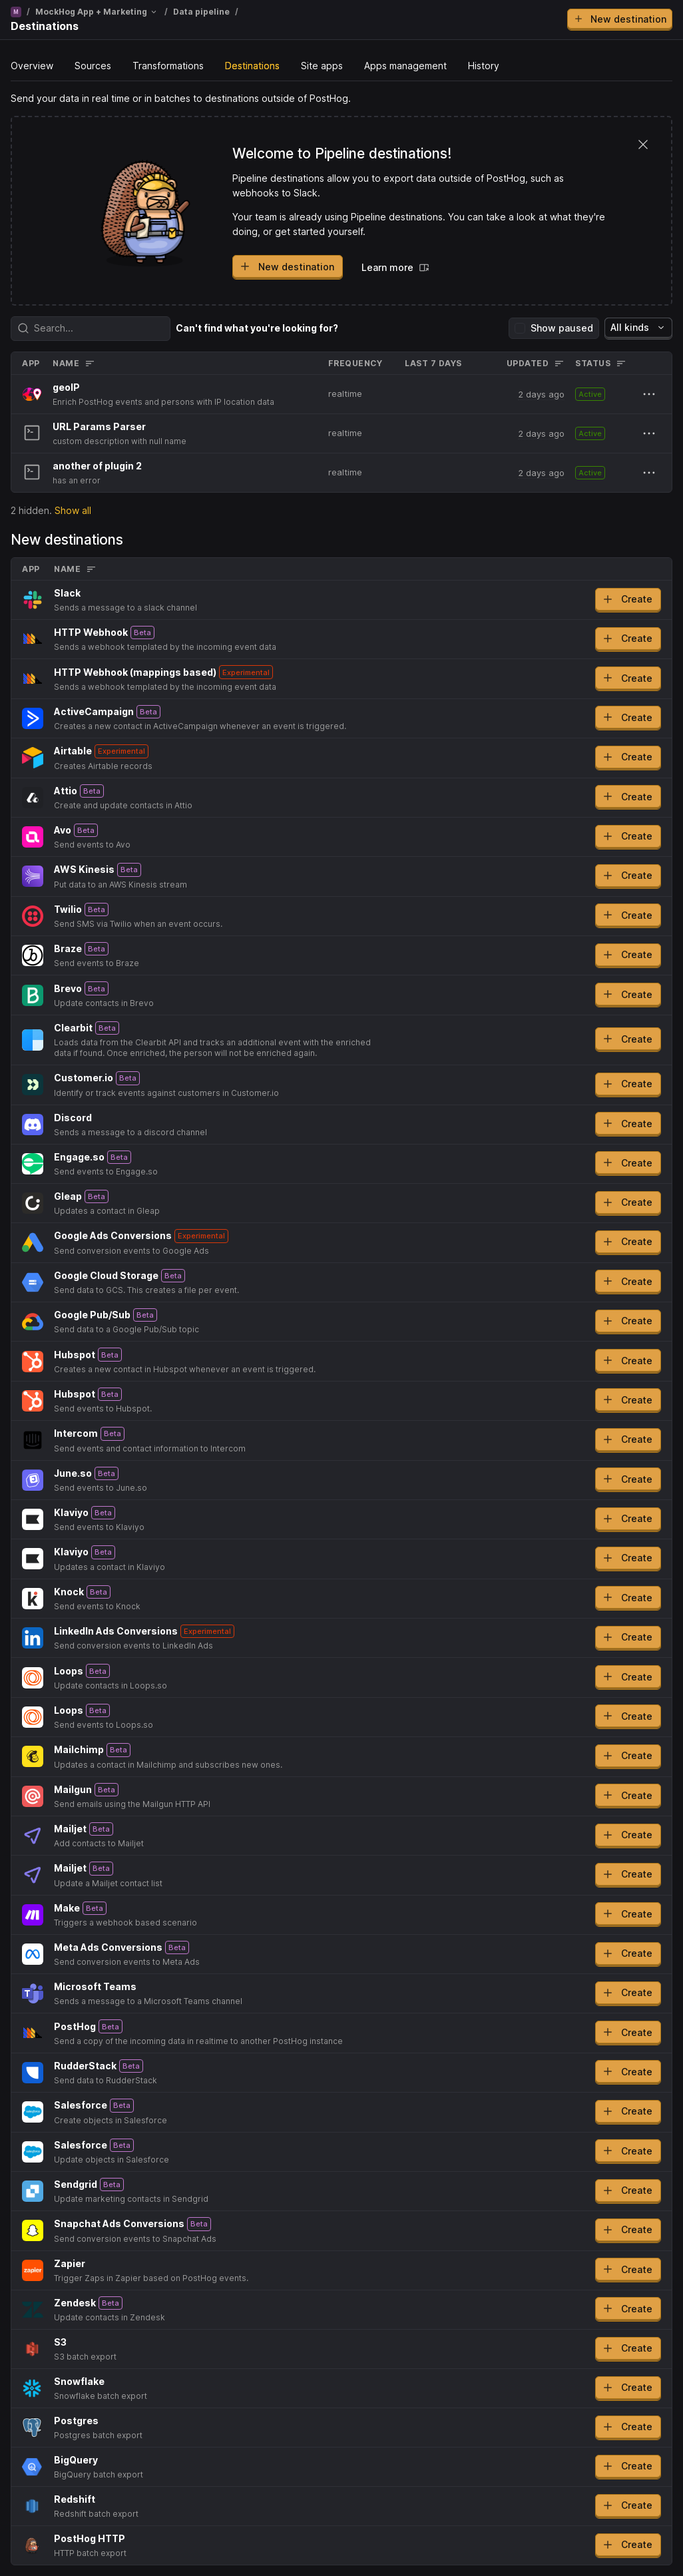 M / MockHog App + Marketing / Data pipeline /
Destinations
New destination
Overview Sources Transformations Destinations Site apps Apps management History
Send your data in real time or in batches to destinations outside of PostHog.
Welcome to Pipeline destinations!
Pipeline destinations allow you to export data outside of PostHog, such as
webhooks to Slack.
Your team is already using Pipeline destinations. You can take a look at what they're
doing, or get started yourself.
New destination Learn more
Search... Can't find what you're looking for? Show paused All kinds
APP NAME FREQUENCY LAST 7 DAYS UPDATED STATUS
geoIP
Enrich PostHog events and persons with IP location data
realtime 2 days ago Active
URL Params Parser
custom description with null name
realtime 2 days ago Active
another of plugin 2
has an error
realtime 2 days ago Active
2 hidden. Show all
New destinations
APP NAME
Slack
Sends a message to a slack channel
Create
HTTP Webhook Beta
Sends a webhook templated by the incoming event data
Create
HTTP Webhook (mappings based) Experimental
Sends a webhook templated by the incoming event data
Create
ActiveCampaign Beta
Creates a new contact in ActiveCampaign whenever an event is triggered.
Create
Airtable Experimental
Creates Airtable records
Create
Attio Beta
Create and update contacts in Attio
Create
Avo Beta
Send events to Avo
Create
AWS Kinesis Beta
Put data to an AWS Kinesis stream
Create
Twilio Beta
Send SMS via Twilio when an event occurs.
Create
Braze Beta
Send events to Braze
Create
Brevo Beta
Update contacts in Brevo
Create
Clearbit Beta
Loads data from the Clearbit API and tracks an additional event with the enriched
data if found. Once enriched, the person will not be enriched again.
Create
Customer.io Beta
Identify or track events against customers in Customer.io
Create
Discord
Sends a message to a discord channel
Create
Engage.so Beta
Send events to Engage.so
Create
Gleap Beta
Updates a contact in Gleap
Create
Google Ads Conversions Experimental
Send conversion events to Google Ads
Create
Google Cloud Storage Beta
Send data to GCS. This creates a file per event.
Create
Google Pub/Sub Beta
Send data to a Google Pub/Sub topic
Create
Hubspot Beta
Creates a new contact in Hubspot whenever an event is triggered.
Create
Hubspot Beta
Send events to Hubspot.
Create
Intercom Beta
Send events and contact information to Intercom
Create
June.so Beta
Send events to June.so
Create
Klaviyo Beta
Send events to Klaviyo
Create
Klaviyo Beta
Updates a contact in Klaviyo
Create
Knock Beta
Send events to Knock
Create
LinkedIn Ads Conversions Experimental
Send conversion events to LinkedIn Ads
Create
Loops Beta
Update contacts in Loops.so
Create
Loops Beta
Send events to Loops.so
Create
Mailchimp Beta
Updates a contact in Mailchimp and subscribes new ones.
Create
Mailgun Beta
Send emails using the Mailgun HTTP API
Create
Mailjet Beta
Add contacts to Mailjet
Create
Mailjet Beta
Update a Mailjet contact list
Create
Make Beta
Triggers a webhook based scenario
Create
Meta Ads Conversions Beta
Send conversion events to Meta Ads
Create
Microsoft Teams
Sends a message to a Microsoft Teams channel
Create
PostHog Beta
Send a copy of the incoming data in realtime to another PostHog instance
Create
RudderStack Beta
Send data to RudderStack
Create
Salesforce Beta
Create objects in Salesforce
Create
Salesforce Beta
Update objects in Salesforce
Create
Sendgrid Beta
Update marketing contacts in Sendgrid
Create
Snapchat Ads Conversions Beta
Send conversion events to Snapchat Ads
Create
Zapier
Trigger Zaps in Zapier based on PostHog events.
Create
Zendesk Beta
Update contacts in Zendesk
Create
S3
S3 batch export
Create
Snowflake
Snowflake batch export
Create
Postgres
Postgres batch export
Create
BigQuery
BigQuery batch export
Create
Redshift
Redshift batch export
Create
PostHog HTTP
HTTP batch export
Create